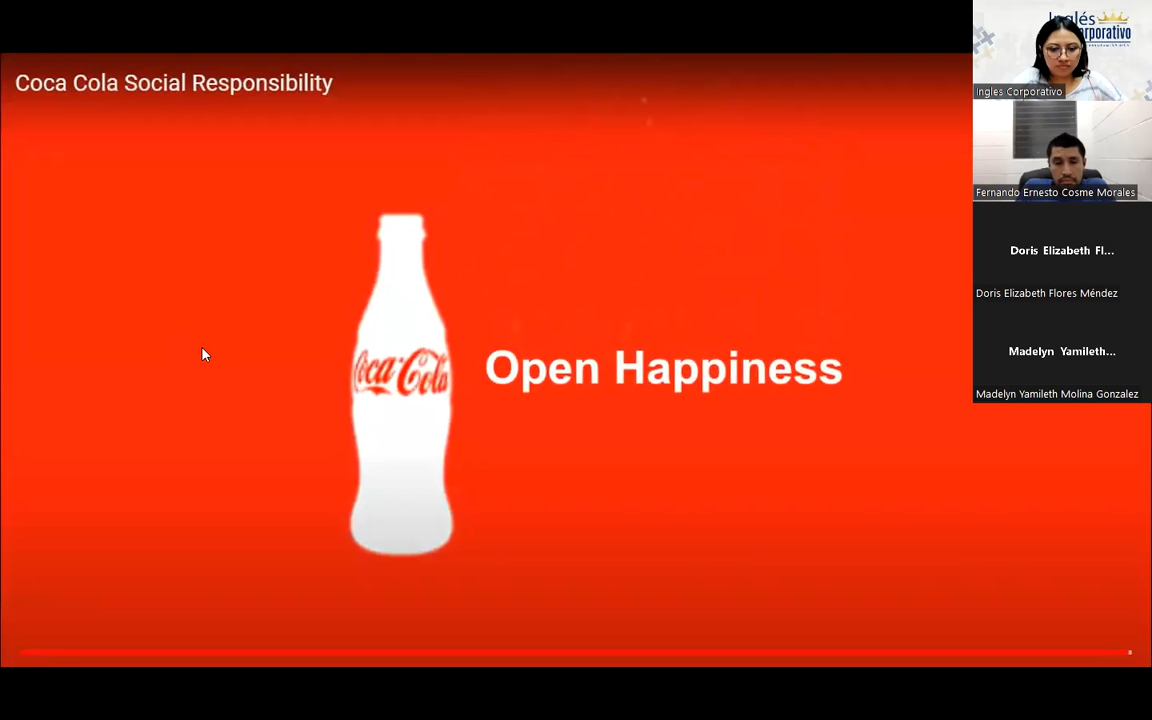 Coca Cola Social Responsibility
Coca-Cola
Open Happiness
Inglés
Corporativo
Ingles Corporativo
Fernando Ernesto Cosme Morales
Doris Elizabeth Fl...
Doris Elizabeth Flores Méndez
Madelyn Yamileth...
Madelyn Yamileth Molina Gonzalez